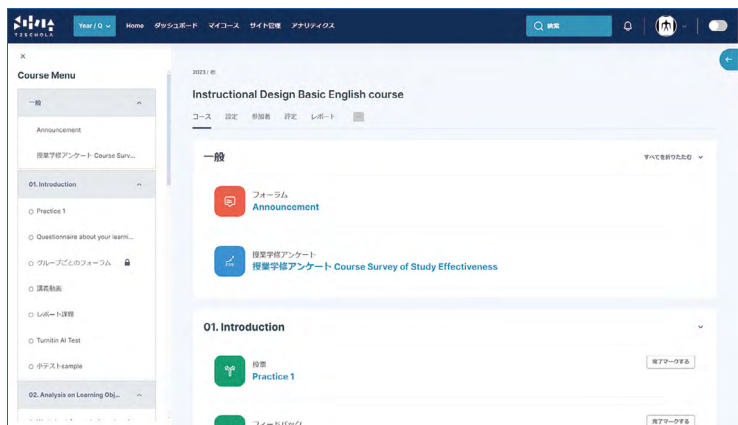 T2SCHOLA
Year / Q
Home
ダッシュボード
マイコース
サイト管理
アナリティクス
検索
×
Course Menu
一般
Announcement
授業学修アンケート Course Surv...
01. Introduction
Practice 1
Questionnaire about your learni...
グループごとのフォーラム
講義動画
レポート課題
Turnitin AI Test
小テスト-sample
02. Analysis on Learning Obj...
2023 / 他
Instructional Design Basic English course
コース
設定
参加者
評定
レポート
一般
すべてを折りたたむ
フォーラム
Announcement
授業学修アンケート
授業学修アンケート Course Survey of Study Effectiveness
01. Introduction
投票
Practice 1
完了マークする
フィードバック
完了マークする